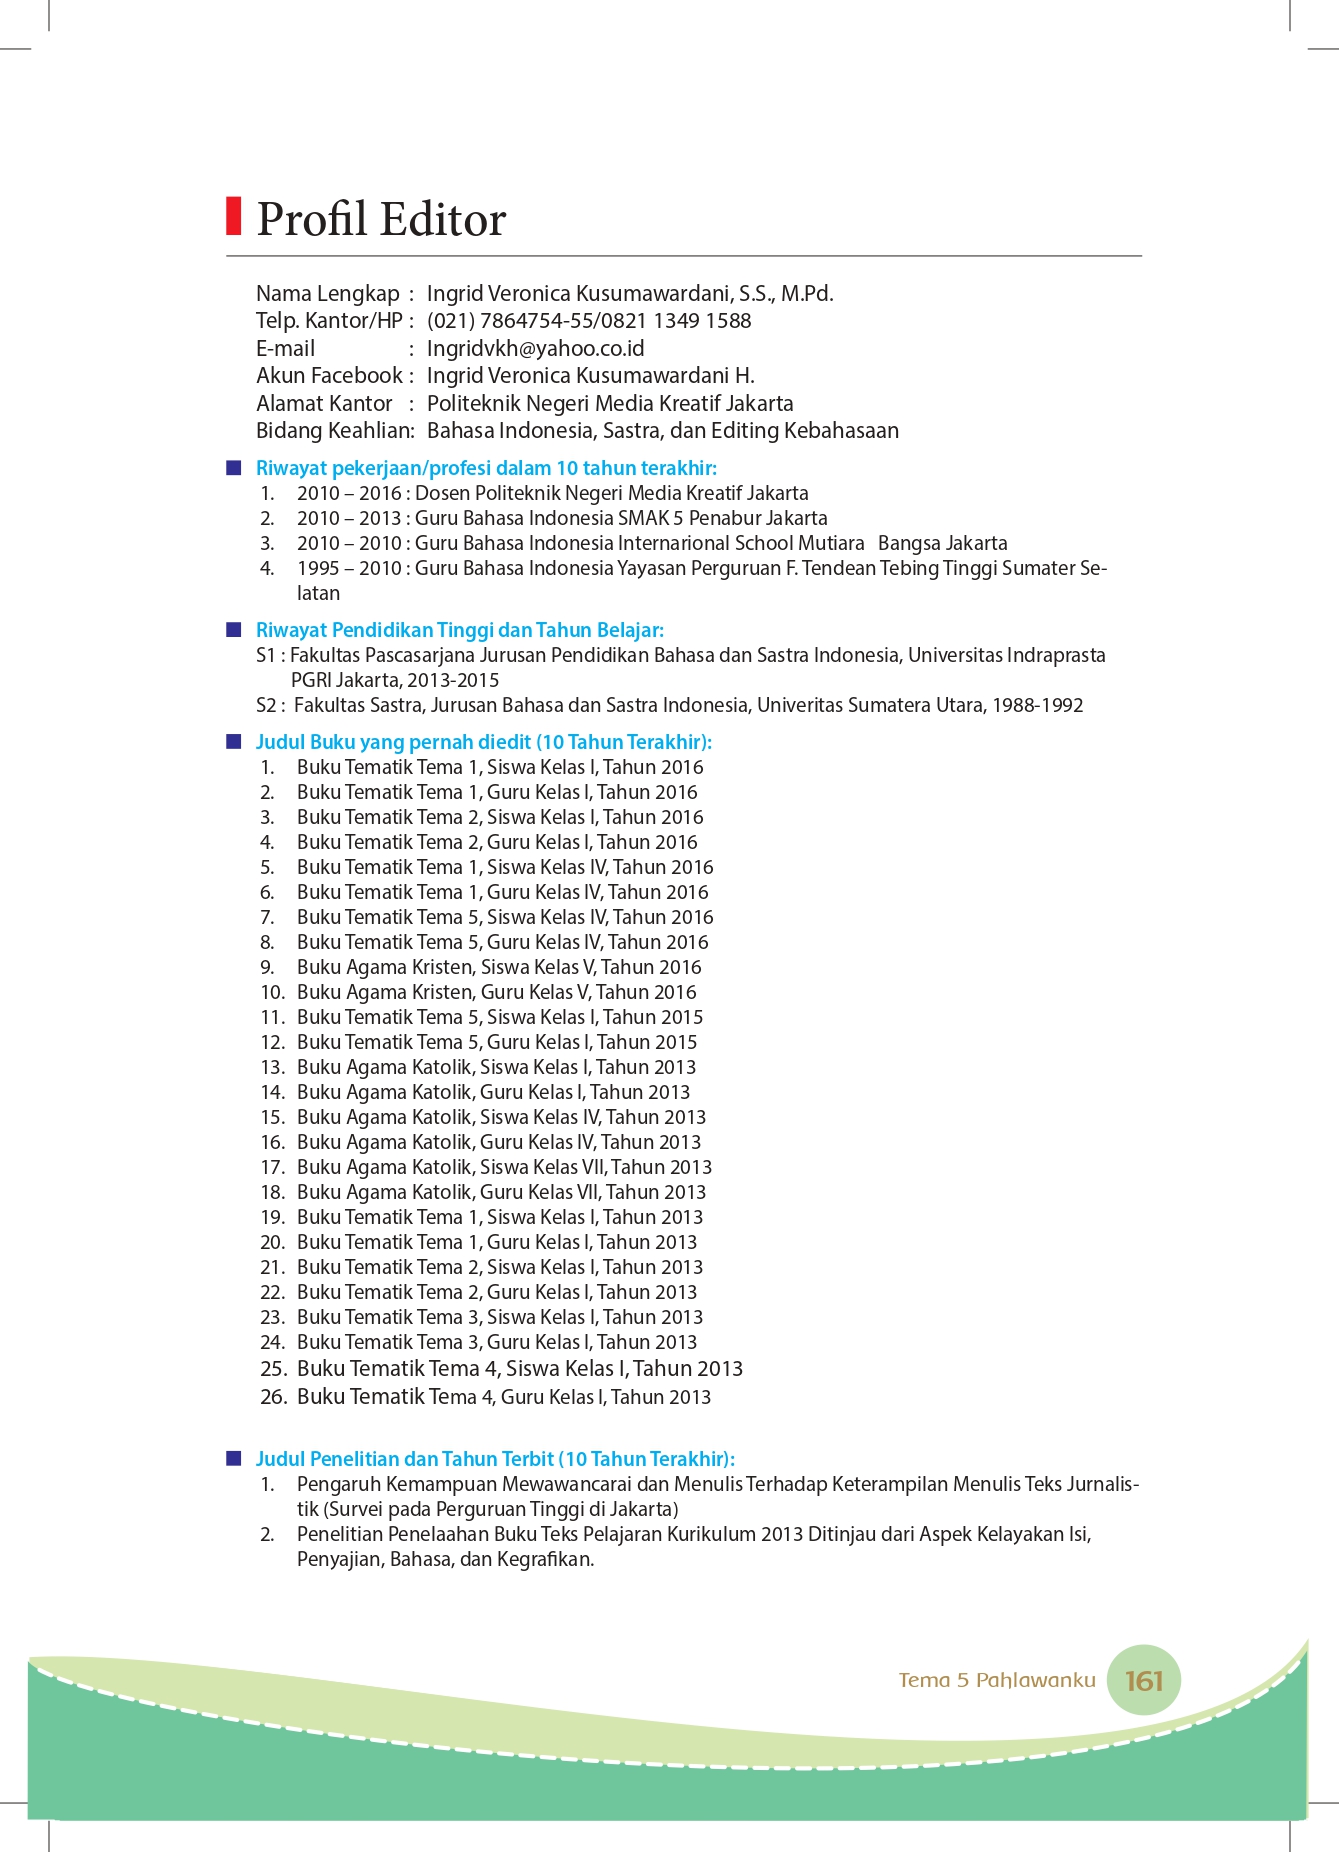 Profil Editor
Nama Lengkap : Ingrid Veronica Kusumawardani, S.S., M.Pd.
Telp. Kantor/HP : (021) 7864754-55/0821 1349 1588
E-mail : Ingridvkh@yahoo.co.id
Akun Facebook : Ingrid Veronica Kusumawardani H.
Alamat Kantor : Politeknik Negeri Media Kreatif Jakarta
Bidang Keahlian: Bahasa Indonesia, Sastra, dan Editing Kebahasaan
Riwayat pekerjaan/profesi dalam 10 tahun terakhir:
1. 2010 – 2016 : Dosen Politeknik Negeri Media Kreatif Jakarta
2. 2010 – 2013 : Guru Bahasa Indonesia SMAK 5 Penabur Jakarta
3. 2010 – 2010 : Guru Bahasa Indonesia Internarional School Mutiara Bangsa Jakarta
4. 1995 – 2010 : Guru Bahasa Indonesia Yayasan Perguruan F. Tendean Tebing Tinggi Sumater Se-
latan
Riwayat Pendidikan Tinggi dan Tahun Belajar:
S1 : Fakultas Pascasarjana Jurusan Pendidikan Bahasa dan Sastra Indonesia, Universitas Indraprasta
PGRI Jakarta, 2013-2015
S2 : Fakultas Sastra, Jurusan Bahasa dan Sastra Indonesia, Univeritas Sumatera Utara, 1988-1992
Judul Buku yang pernah diedit (10 Tahun Terakhir):
1. Buku Tematik Tema 1, Siswa Kelas I, Tahun 2016
2. Buku Tematik Tema 1, Guru Kelas I, Tahun 2016
3. Buku Tematik Tema 2, Siswa Kelas I, Tahun 2016
4. Buku Tematik Tema 2, Guru Kelas I, Tahun 2016
5. Buku Tematik Tema 1, Siswa Kelas IV, Tahun 2016
6. Buku Tematik Tema 1, Guru Kelas IV, Tahun 2016
7. Buku Tematik Tema 5, Siswa Kelas IV, Tahun 2016
8. Buku Tematik Tema 5, Guru Kelas IV, Tahun 2016
9. Buku Agama Kristen, Siswa Kelas V, Tahun 2016
10. Buku Agama Kristen, Guru Kelas V, Tahun 2016
11. Buku Tematik Tema 5, Siswa Kelas I, Tahun 2015
12. Buku Tematik Tema 5, Guru Kelas I, Tahun 2015
13. Buku Agama Katolik, Siswa Kelas I, Tahun 2013
14. Buku Agama Katolik, Guru Kelas I, Tahun 2013
15. Buku Agama Katolik, Siswa Kelas IV, Tahun 2013
16. Buku Agama Katolik, Guru Kelas IV, Tahun 2013
17. Buku Agama Katolik, Siswa Kelas VII, Tahun 2013
18. Buku Agama Katolik, Guru Kelas VII, Tahun 2013
19. Buku Tematik Tema 1, Siswa Kelas I, Tahun 2013
20. Buku Tematik Tema 1, Guru Kelas I, Tahun 2013
21. Buku Tematik Tema 2, Siswa Kelas I, Tahun 2013
22. Buku Tematik Tema 2, Guru Kelas I, Tahun 2013
23. Buku Tematik Tema 3, Siswa Kelas I, Tahun 2013
24. Buku Tematik Tema 3, Guru Kelas I, Tahun 2013
25. Buku Tematik Tema 4, Siswa Kelas I, Tahun 2013
26. Buku Tematik Tema 4, Guru Kelas I, Tahun 2013
Judul Penelitian dan Tahun Terbit (10 Tahun Terakhir):
1. Pengaruh Kemampuan Mewawancarai dan Menulis Terhadap Keterampilan Menulis Teks Jurnalis-
tik (Survei pada Perguruan Tinggi di Jakarta)
2. Penelitian Penelaahan Buku Teks Pelajaran Kurikulum 2013 Ditinjau dari Aspek Kelayakan Isi,
Penyajian, Bahasa, dan Kegrafikan.
Tema 5 Pahlawanku 161